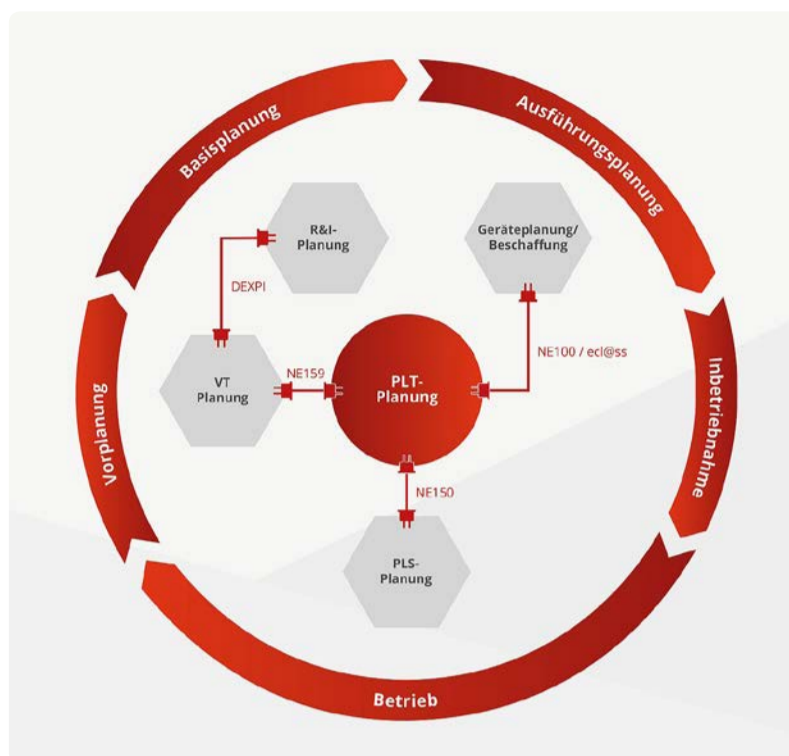 Basisplanung
Ausführungsplanung
R&I-
Planung
Geräteplanung/
Beschaffung
DEXPI
NE100 / ecl@ss
VT
Planung
NE159
PLT-
Planung
Vorplanung
Inbetriebnahme
NE150
PLS-
Planung
Betrieb